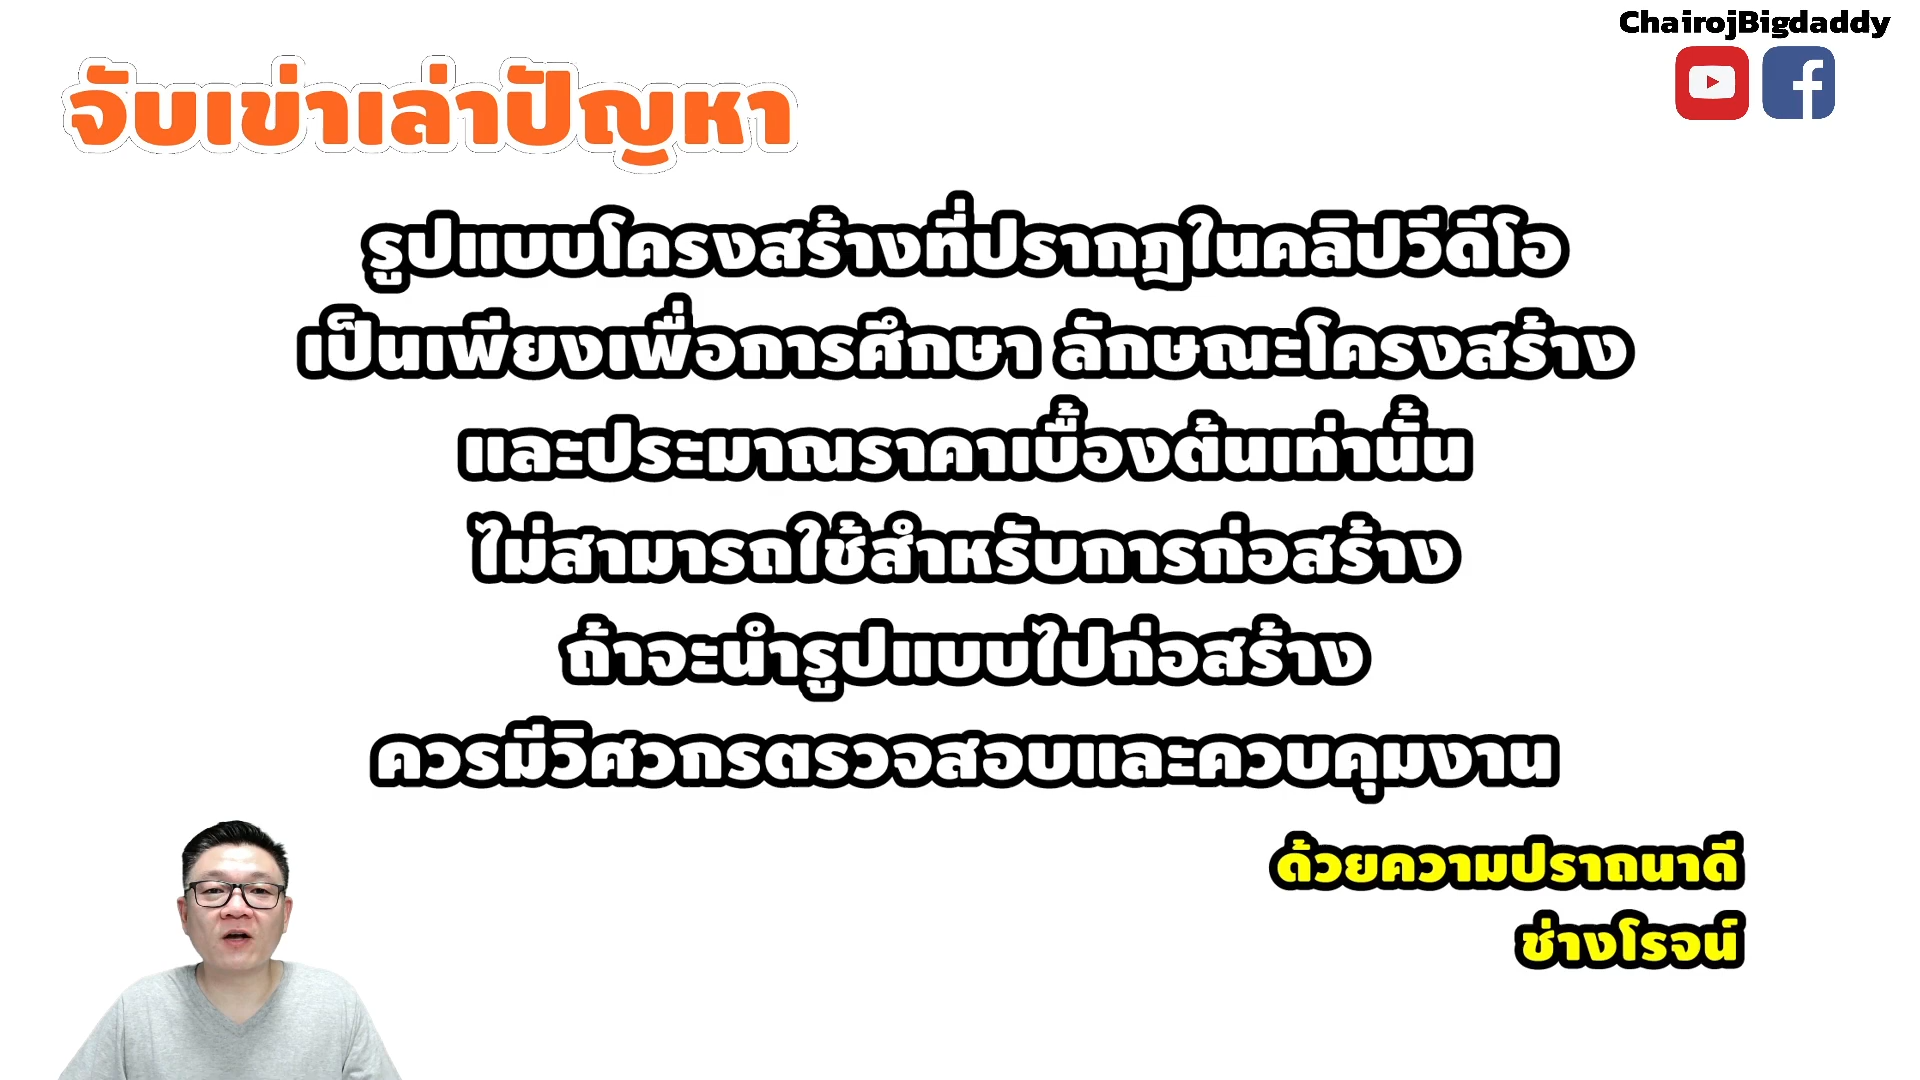 ChairojBigdaddy
จับเข่าเล่าปัญหา
รูปแบบโครงสร้างที่ปรากฏในคลิปวีดีโอ
เป็นเพียงเพื่อการศึกษา ลักษณะโครงสร้าง
และประมาณราคาเบื้องต้นเท่านั้น
ไม่สามารถใช้สำหรับการก่อสร้าง
ถ้าจะนำรูปแบบไปก่อสร้าง
ควรมีวิศวกรตรวจสอบและควบคุมงาน
ด้วยความปราถนาดี
ช่างโรจน์